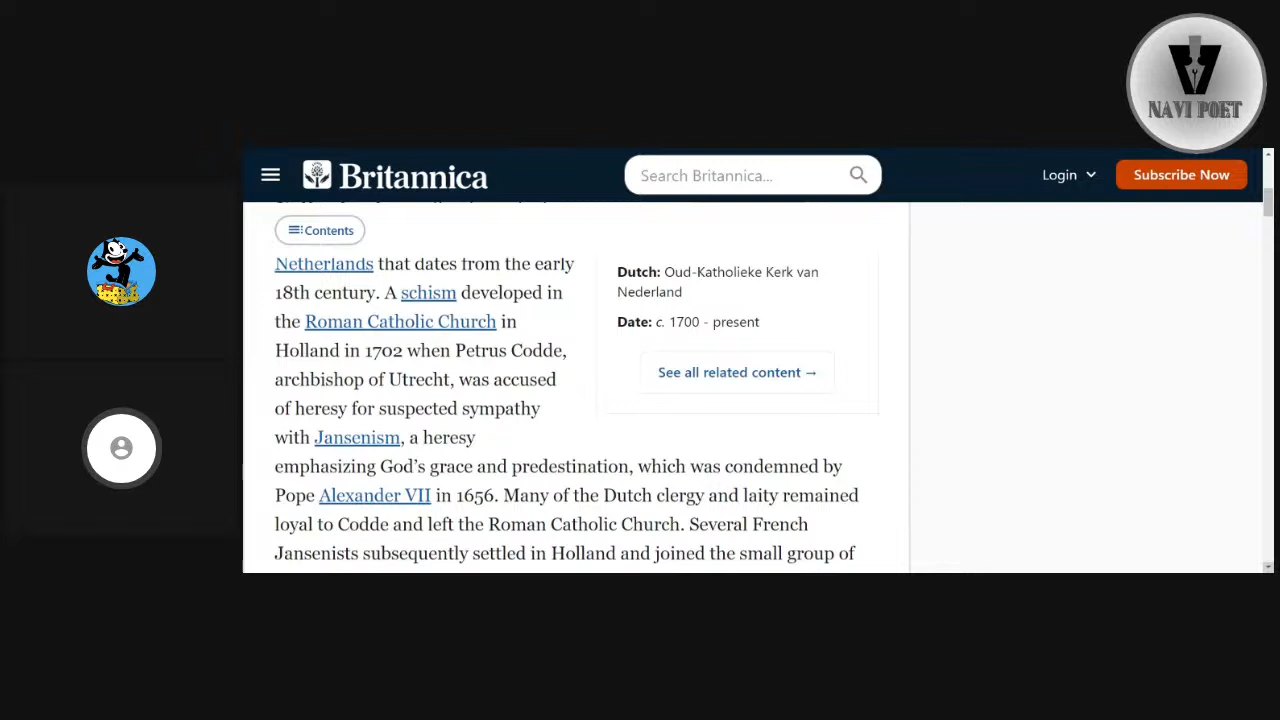 NAVI POET
Britannica
Search Britannica...
Login
Subscribe Now
Contents
Netherlands that dates from the early
18th century. A schism developed in
the Roman Catholic Church in
Holland in 1702 when Petrus Codde,
archbishop of Utrecht, was accused
of heresy for suspected sympathy
with Jansenism, a heresy
emphasizing God's grace and predestination, which was condemned by
Pope Alexander VII in 1656. Many of the Dutch clergy and laity remained
loyal to Codde and left the Roman Catholic Church. Several French
Jansenists subsequently settled in Holland and joined the small group of
Dutch: Oud-Katholieke Kerk van
Nederland
Date: c. 1700 - present
See all related content →